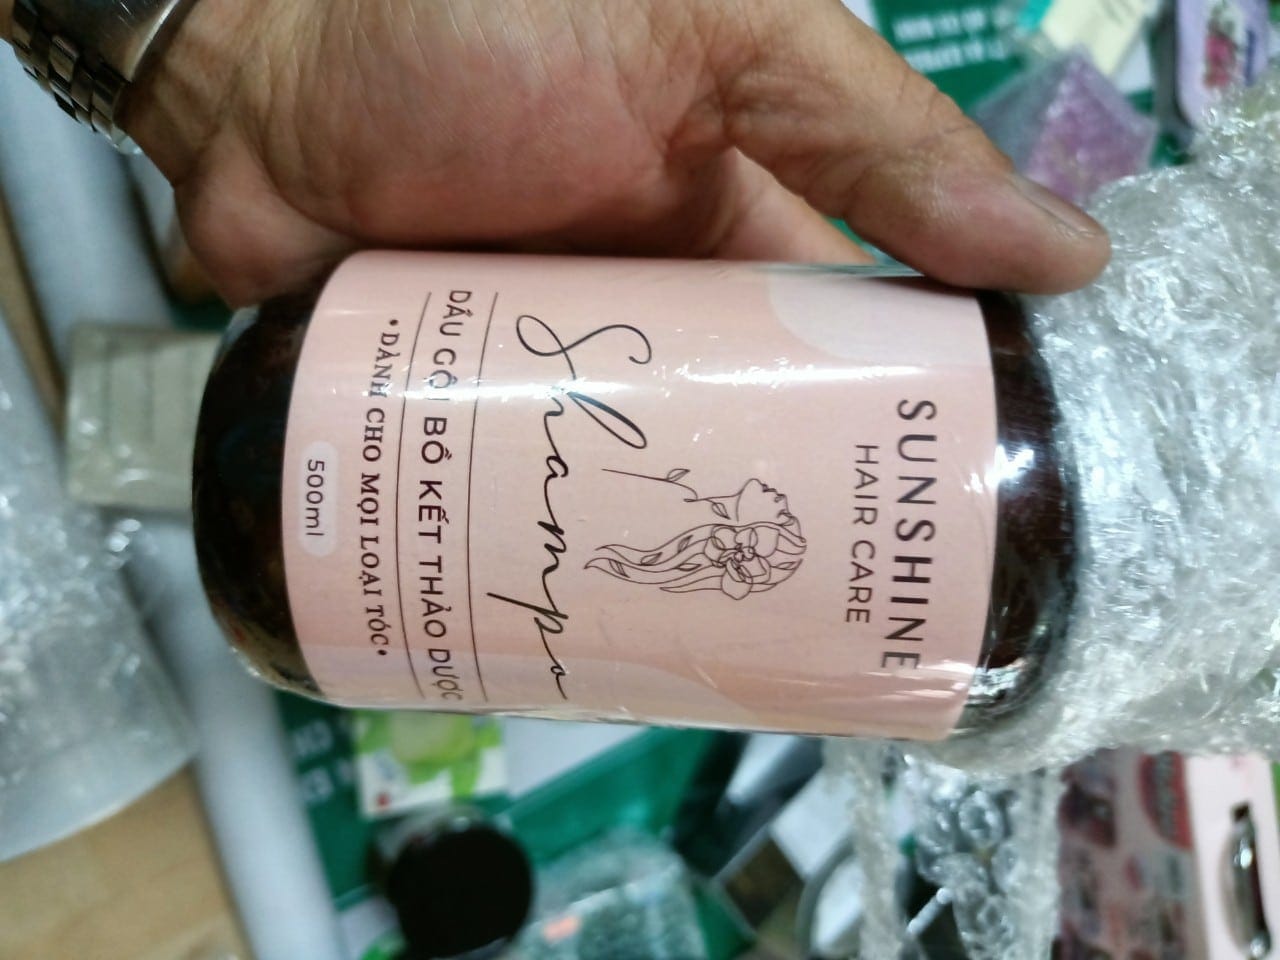 SUNSHINE
HAIR CARE
Shampo
DẦU GỘI BỒ KẾT THẢO DƯỢC
•DÀNH CHO MỌI LOẠI TÓC•
500ml